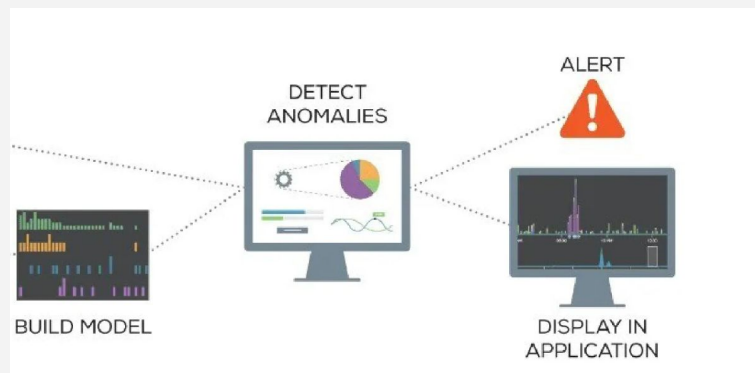 DETECT
ANOMALIES
ALERT
BUILD MODEL
DISPLAY IN
APPLICATION